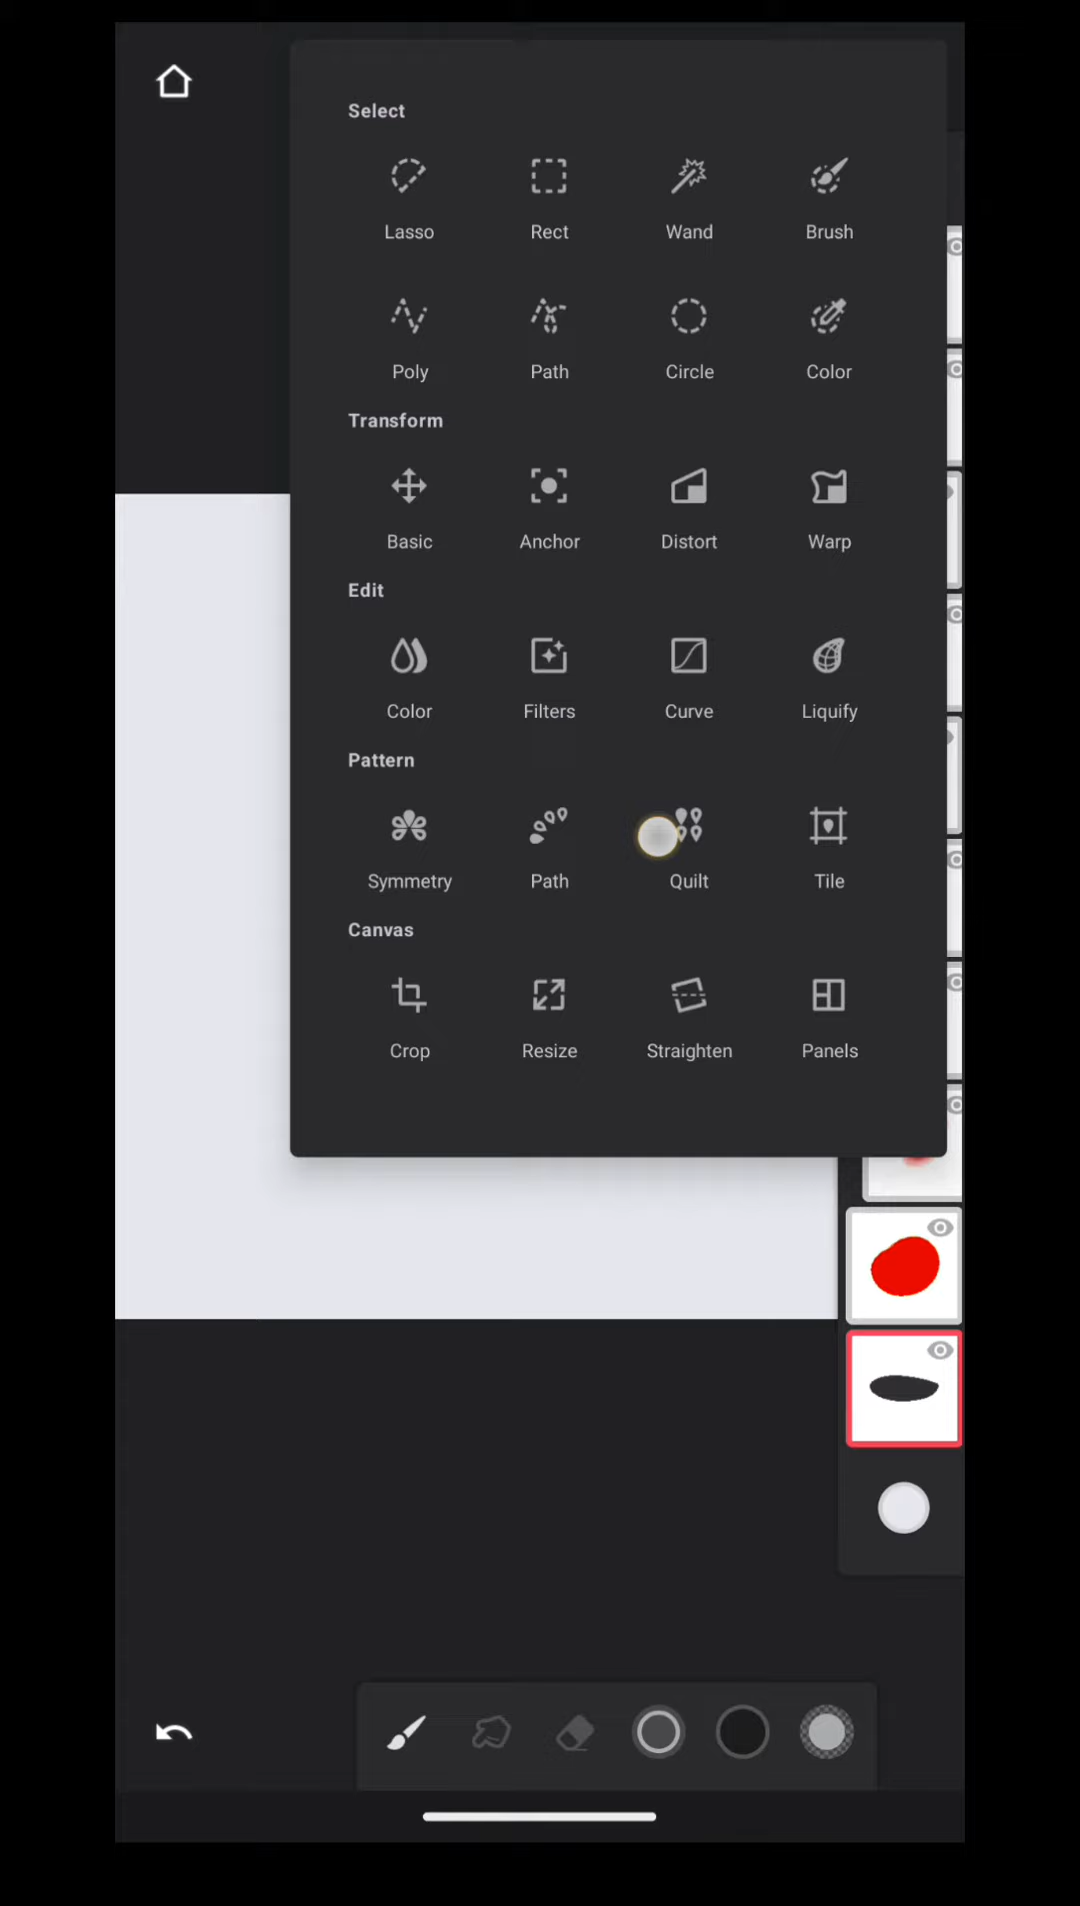 Select
Lasso Rect Wand Brush
Poly Path Circle Color
Transform
Basic Anchor Distort Warp
Edit
Color Filters Curve Liquify
Pattern
Symmetry Path Quilt Tile
Canvas
Crop Resize Straighten Panels